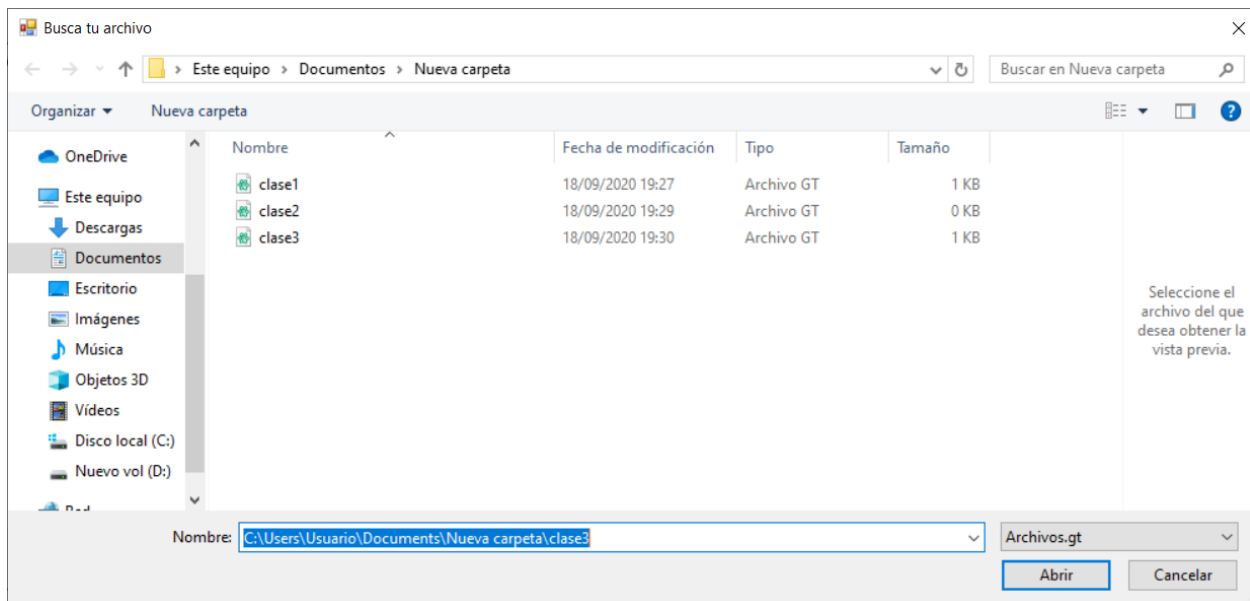 Busca tu archivo
Este equipo > Documentos > Nueva carpeta
Buscar en Nueva carpeta
Organizar
Nueva carpeta
Nombre
Fecha de modificación
Tipo
Tamaño
OneDrive
Este equipo
Descargas
Documentos
Escritorio
Imágenes
Música
Objetos 3D
Vídeos
Disco local (C:)
Nuevo vol (D:)
clase1 18/09/2020 19:27 Archivo GT 1 KB
clase2 18/09/2020 19:29 Archivo GT 0 KB
clase3 18/09/2020 19:30 Archivo GT 1 KB
Seleccione el
archivo del que
desea obtener la
vista previa.
Nombre: C:\Users\Usuario\Documents\Nueva carpeta\clase3
Archivos.gt
Abrir
Cancelar